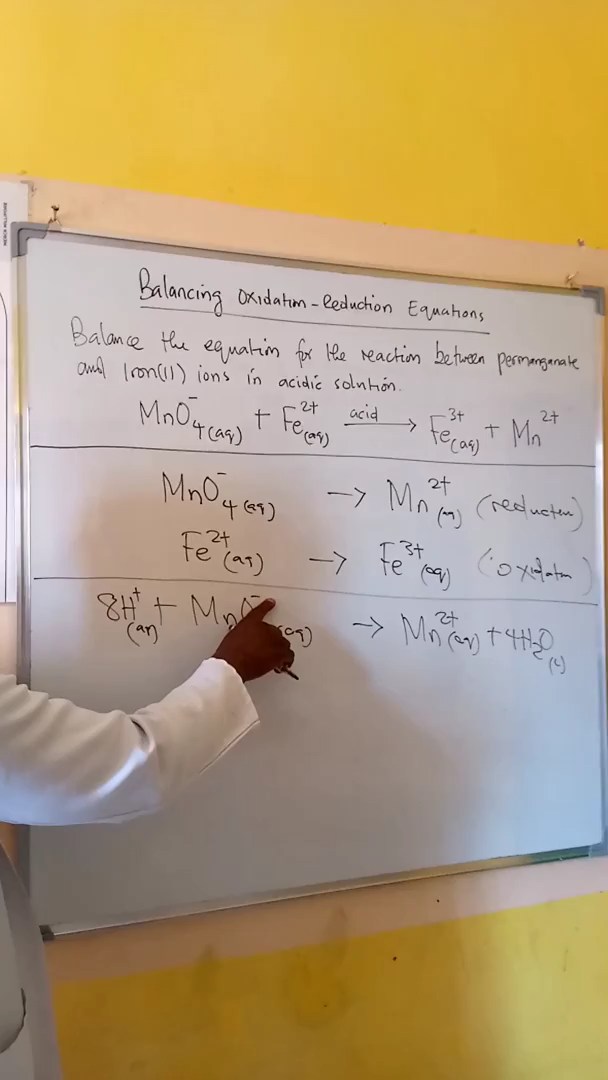 Balancing Oxidation-Reduction Equations
Balance the equation for the reaction between permanganate
and Iron(II) ions in acidic solution.
MnO₄⁻(aq) + Fe²⁺(aq) acid → Fe³⁺(aq) + Mn²⁺
MnO₄⁻(aq) → Mn²⁺(aq) (reduction)
Fe²⁺(aq) → Fe³⁺(aq) (oxidation
8H⁺(aq) + MnO⁻(aq) → Mn²⁺(aq) + 4H₂O(l)